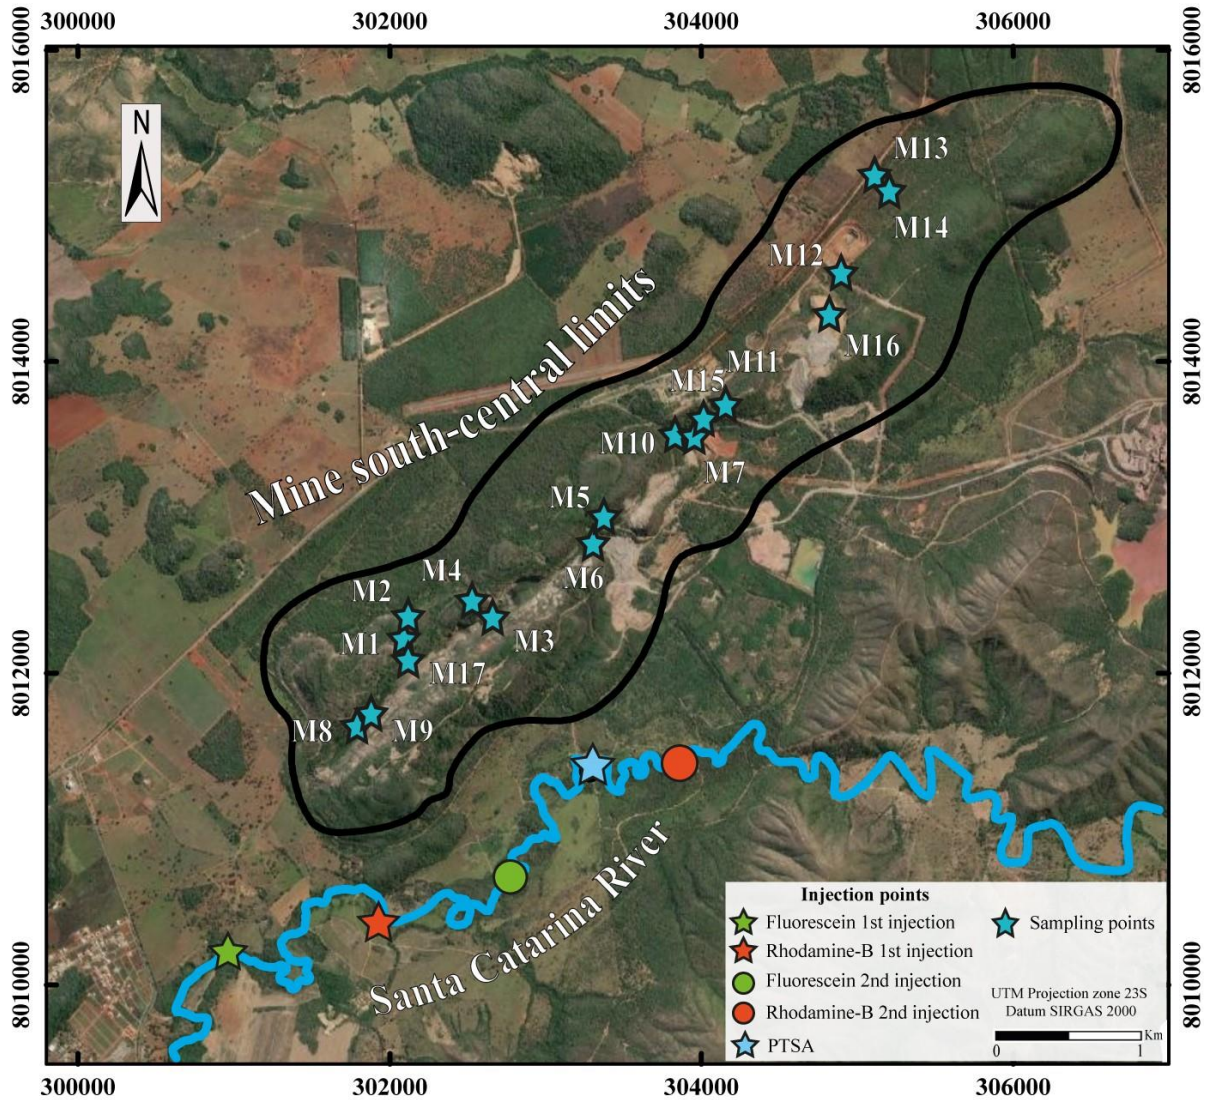 300000
302000
304000
306000
8016000
8016000
N
M13
M14
M12
Mine south-central limits
M16
8014000
8014000
M11
M15
M10
M7
M5
M6
M4
M2
M1
M3
M17
8012000
8012000
M8
M9
Santa Catarina River
Injection points
Fluorescein 1st injection
Sampling points
Rhodamine-B 1st injection
Fluorescein 2nd injection
Rhodamine-B 2nd injection
UTM Projection zone 23S
Datum SIRGAS 2000
PTSA
Km
0
1
8010000
8010000
300000
302000
304000
306000